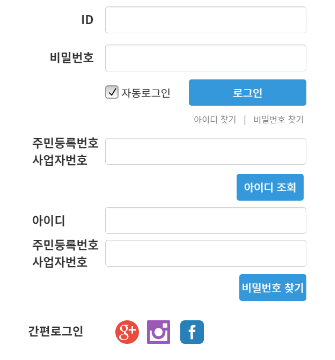 ID
비밀번호
자동로그인 로그인
아이디 찾기 | 비밀번호 찾기
주민등록번호
사업자번호
아이디 조회
아이디
주민등록번호
사업자번호
비밀번호 찾기
간편로그인 g+ f